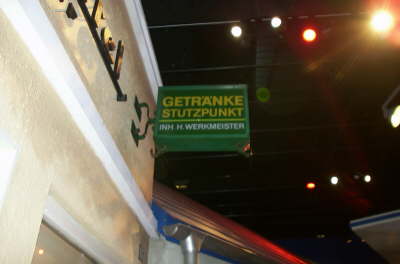 GETRÄNKE
STÜTZPUNKT
INH. H. WERKMEISTER